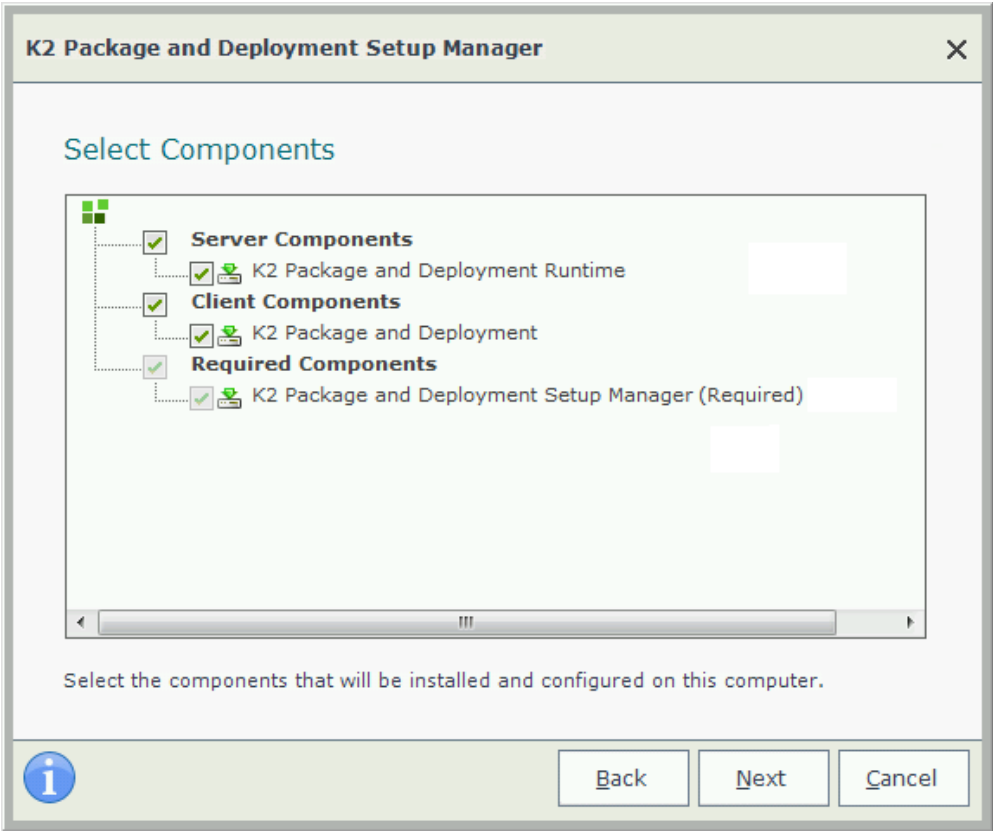 K2 Package and Deployment Setup Manager
Select Components
Server Components
K2 Package and Deployment Runtime
Client Components
K2 Package and Deployment
Required Components
K2 Package and Deployment Setup Manager (Required)
Select the components that will be installed and configured on this computer.
Back Next Cancel